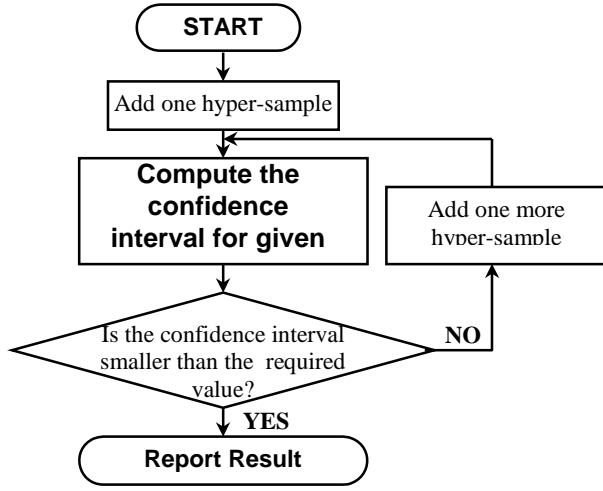 START
Add one hyper-sample
Compute the
confidence
interval for given
Add one more
hyper-sample
Is the confidence interval
smaller than the required
value?
NO
YES
Report Result